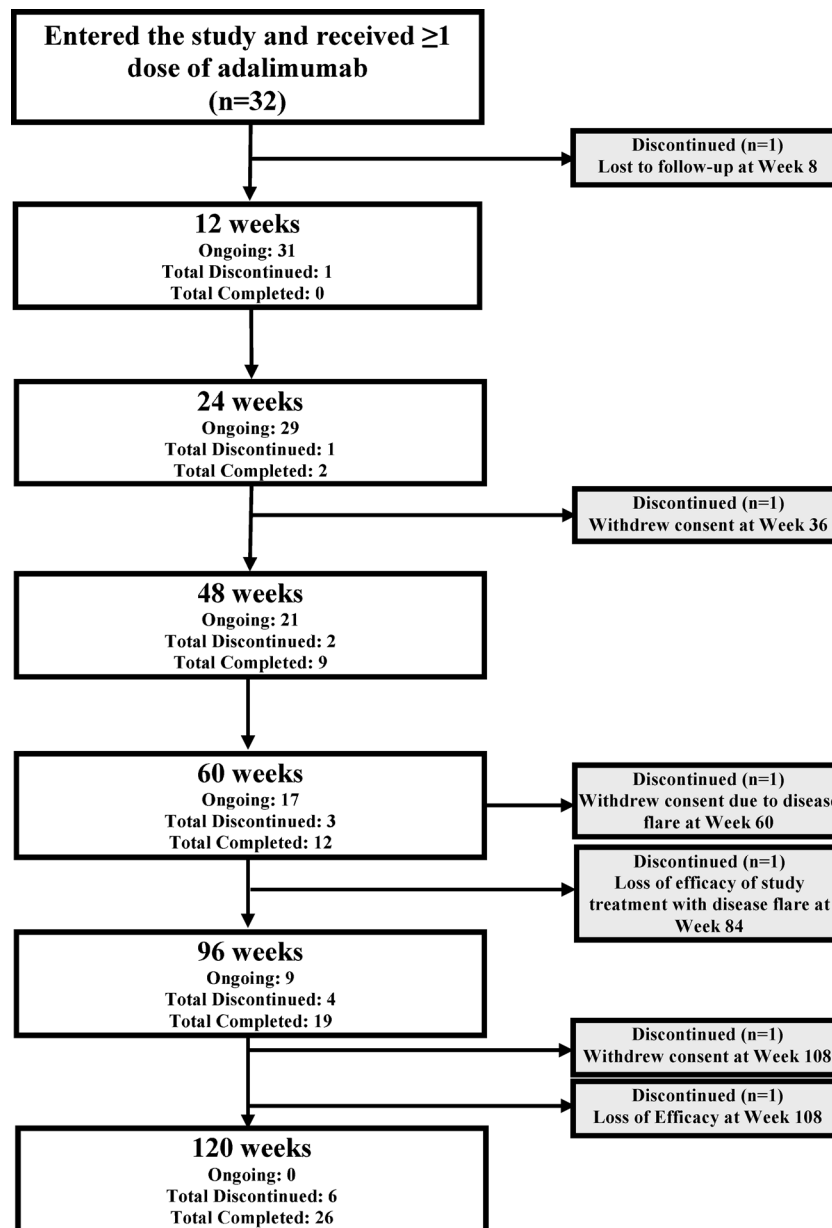 Entered the study and received ≥1
dose of adalimumab
(n=32)
Discontinued (n=1)
Lost to follow-up at Week 8
12 weeks
Ongoing: 31
Total Discontinued: 1
Total Completed: 0
24 weeks
Ongoing: 29
Total Discontinued: 1
Total Completed: 2
Discontinued (n=1)
Withdrew consent at Week 36
48 weeks
Ongoing: 21
Total Discontinued: 2
Total Completed: 9
60 weeks
Ongoing: 17
Total Discontinued: 3
Total Completed: 12
Discontinued (n=1)
Withdrew consent due to disease
flare at Week 60
Discontinued (n=1)
Loss of efficacy of study
treatment with disease flare at
Week 84
96 weeks
Ongoing: 9
Total Discontinued: 4
Total Completed: 19
Discontinued (n=1)
Withdrew consent at Week 108
Discontinued (n=1)
Loss of Efficacy at Week 108
120 weeks
Ongoing: 0
Total Discontinued: 6
Total Completed: 26